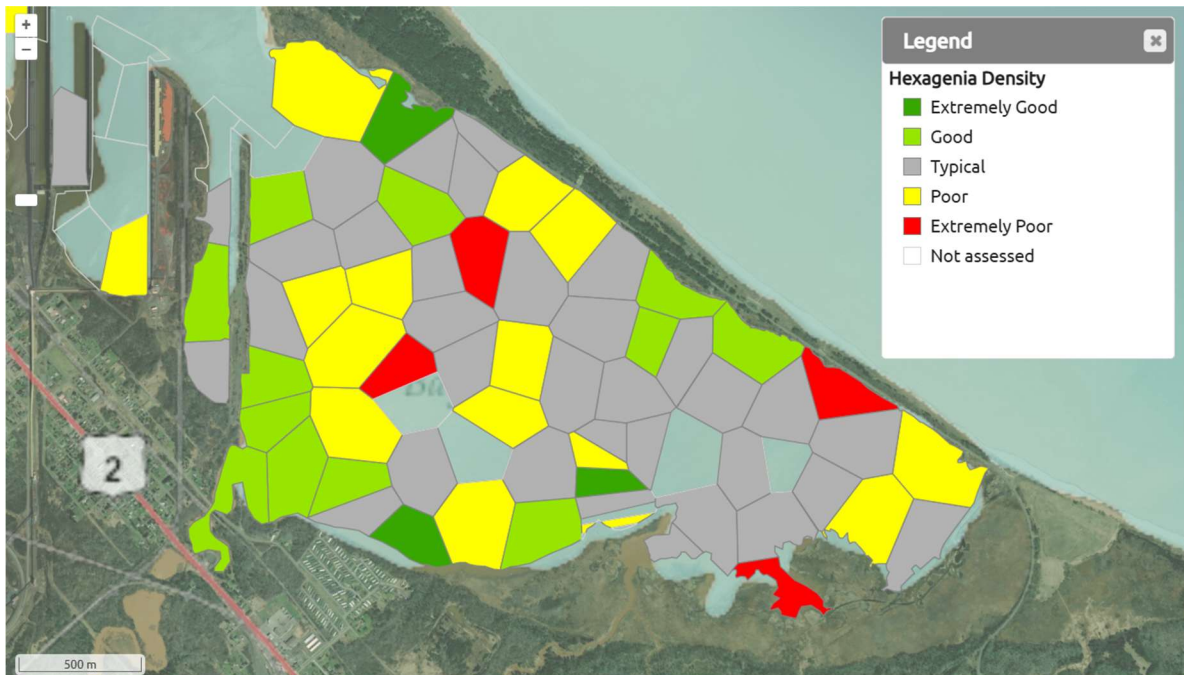 +
−
Legend
Hexagenia Density
Extremely Good
Good
Typical
Poor
Extremely Poor
Not assessed
2
500 m